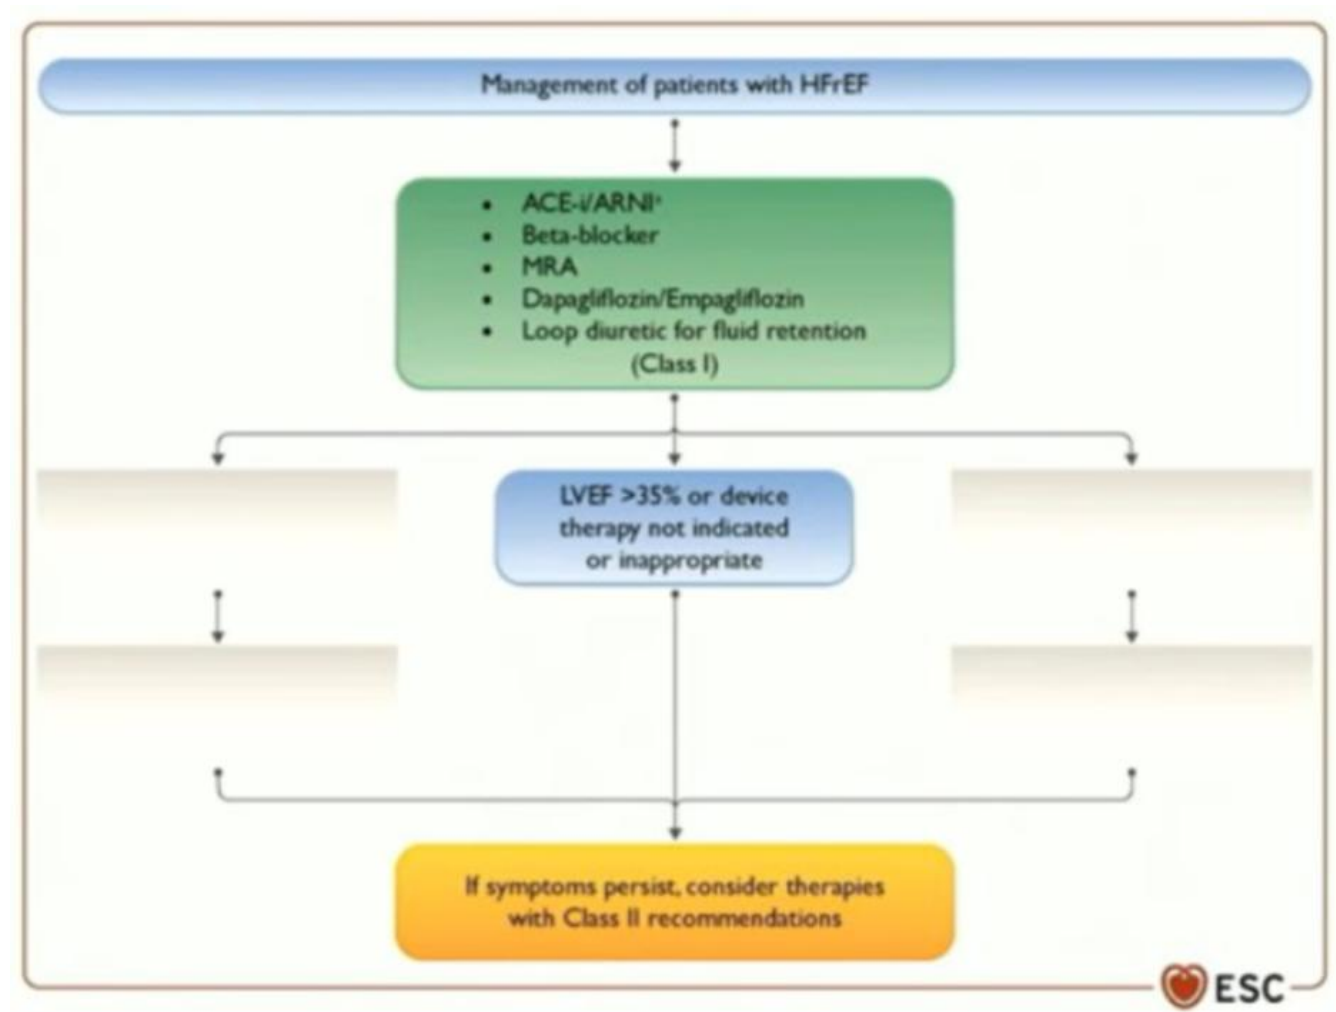 Management of patients with HFrEF
• ACE-i/ARNIª
• Beta-blocker
• MRA
• Dapagliflozin/Empagliflozin
• Loop diuretic for fluid retention
(Class I)
LVEF >35% or device
therapy not indicated
or inappropriate
If symptoms persist, consider therapies
with Class II recommendations
ESC